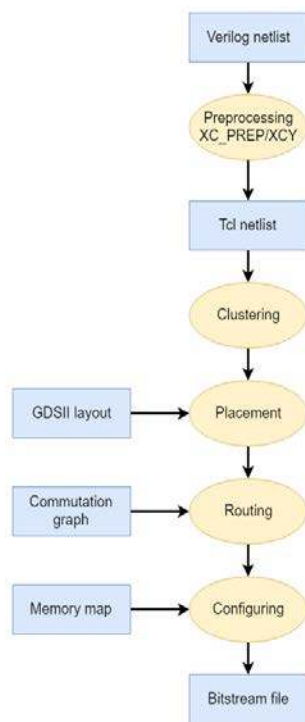 Verilog netlist
Preprocessing
XC_PREP/XCY
Tcl netlist
Clustering
GDSII layout
Placement
Commutation
graph
Routing
Memory map
Configuring
Bitstream file